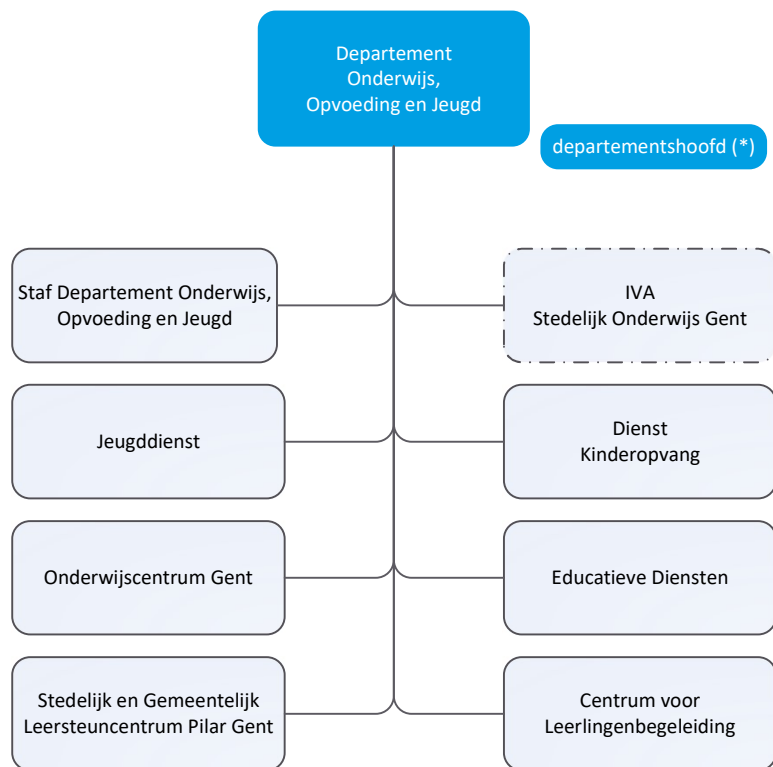 Departement
Onderwijs,
Opvoeding en Jeugd
departementshoofd (*)
Staf Departement Onderwijs,
Opvoeding en Jeugd
IVA
Stedelijk Onderwijs Gent
Jeugddienst
Dienst
Kinderopvang
Onderwijscentrum Gent
Educatieve Diensten
Stedelijk en Gemeentelijk
Leersteuncentrum Pilar Gent
Centrum voor
Leerlingenbegeleiding